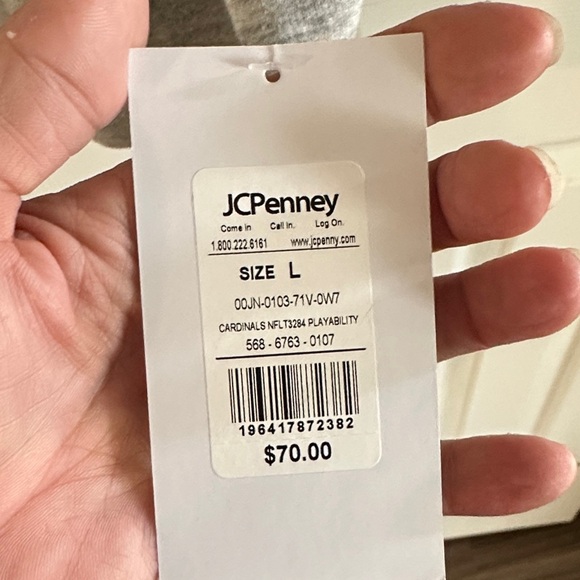 JCPenney
Come in. Call in. Log On.
1.800.222.6161 www.jcpenny.com
SIZE L
00JN-0103-71V-0W7
CARDINALS NFLT3284 PLAYABILITY
568 - 6763 - 0107
196417872382
$70.00